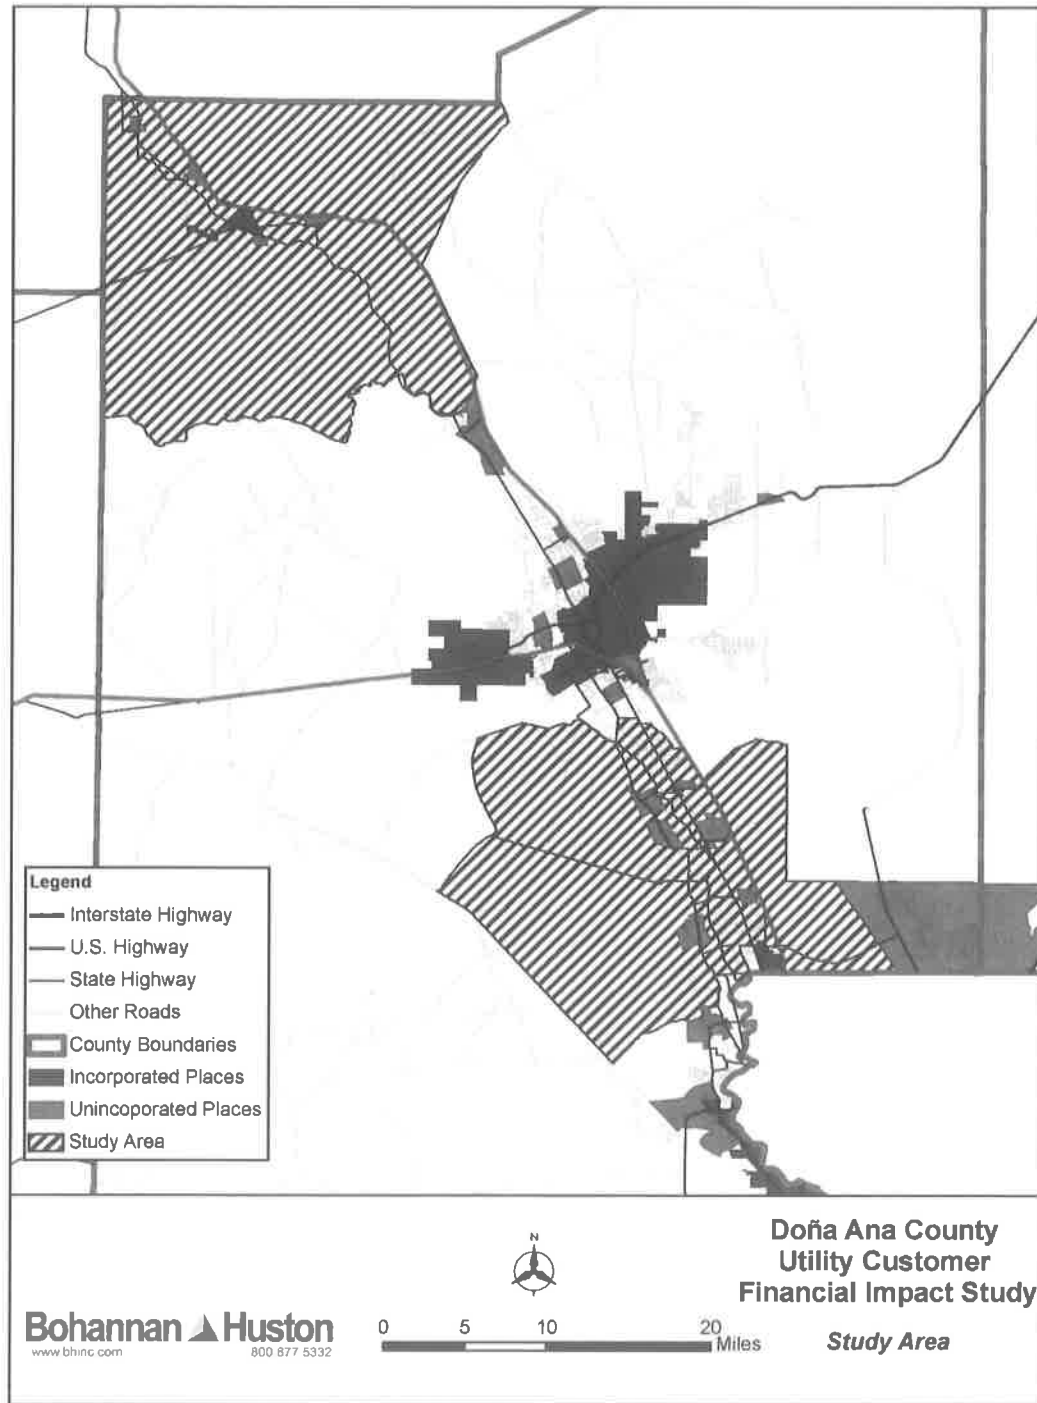 Legend
Interstate Highway
U.S. Highway
State Highway
Other Roads
County Boundaries
Incorporated Places
Unincoporated Places
Study Area
N
Doña Ana County
Utility Customer
Financial Impact Study
Study Area
Bohannan Huston
www bhinc com 800 877 5332
0 5 10 20
Miles